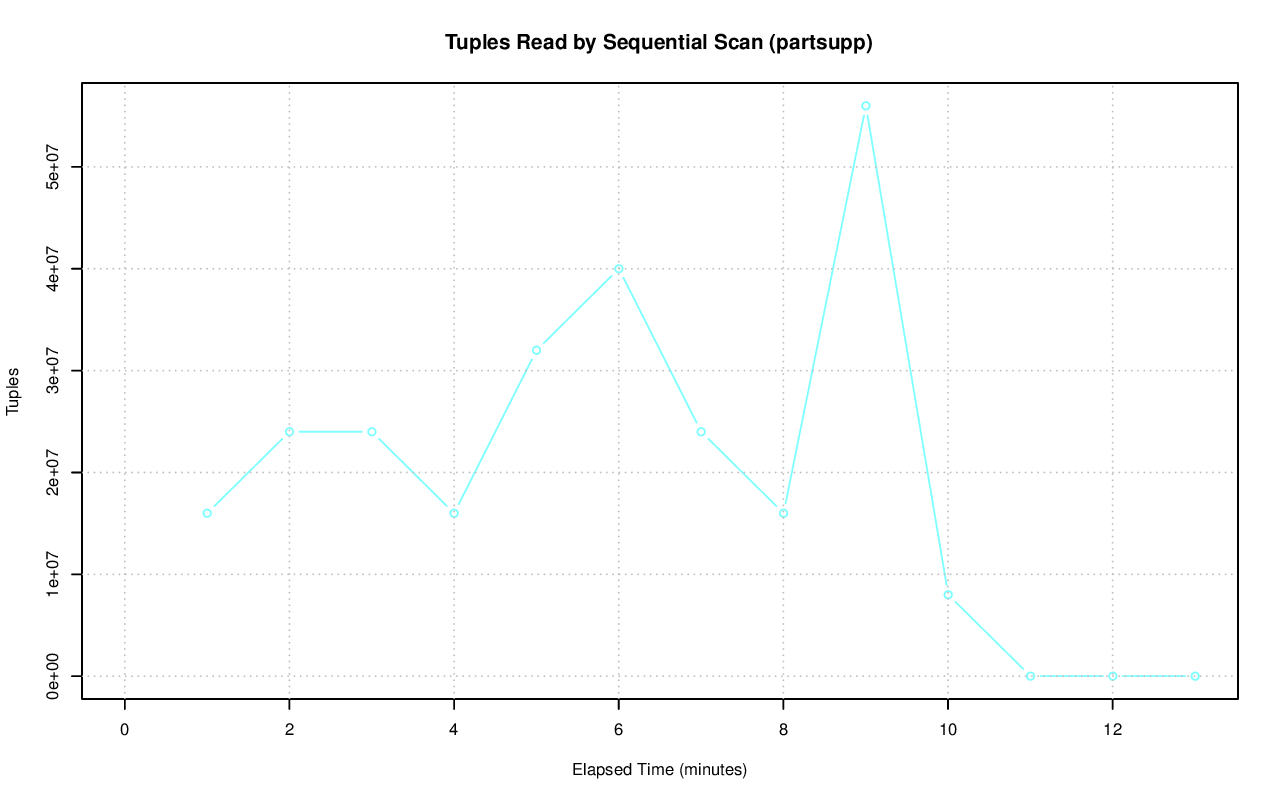 Tuples Read by Sequential Scan (partsupp)
Tuples
5e+07
4e+07
3e+07
2e+07
1e+07
0e+00
0 2 4 6 8 10 12
Elapsed Time (minutes)